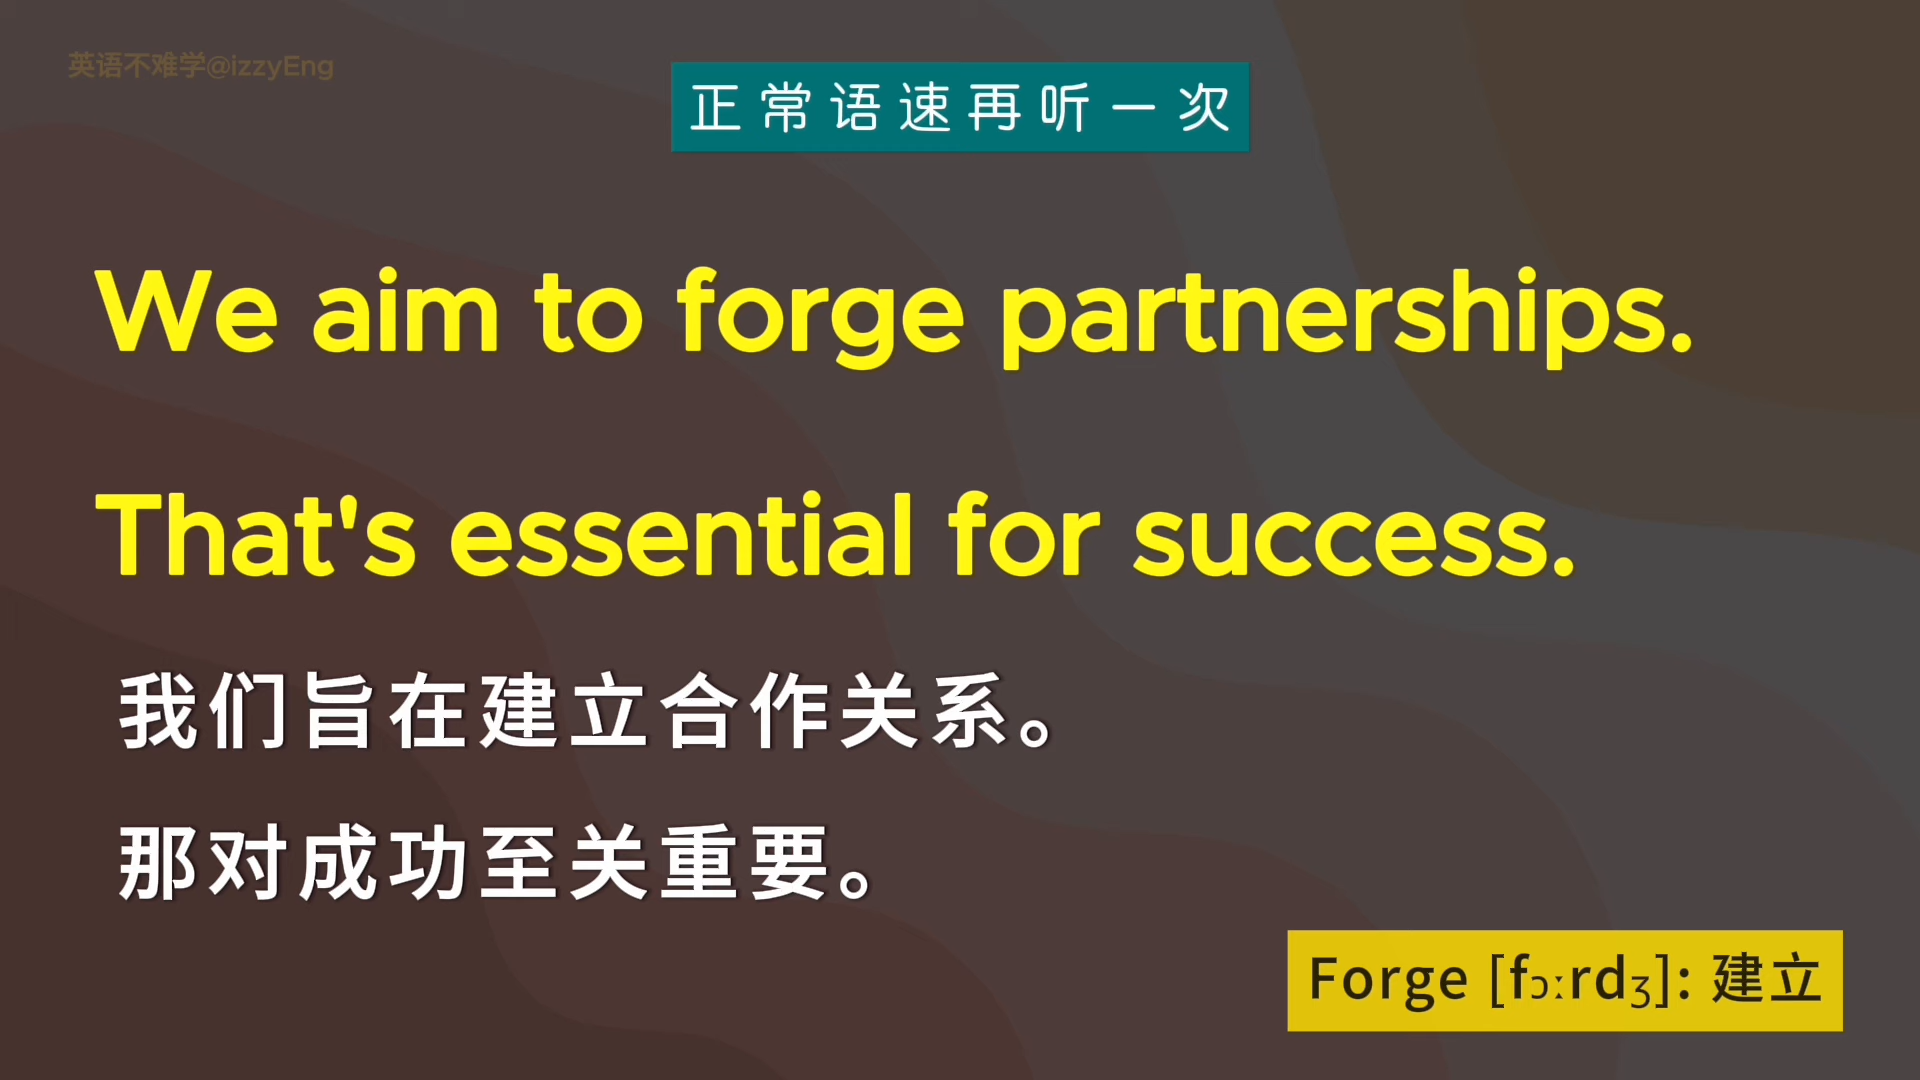 英语不难学@izzyEng
正常语速再听一次
We aim to forge partnerships.
That's essential for success.
我们旨在建立合作关系。
那对成功至关重要。
Forge [fɔːrdʒ]: 建立